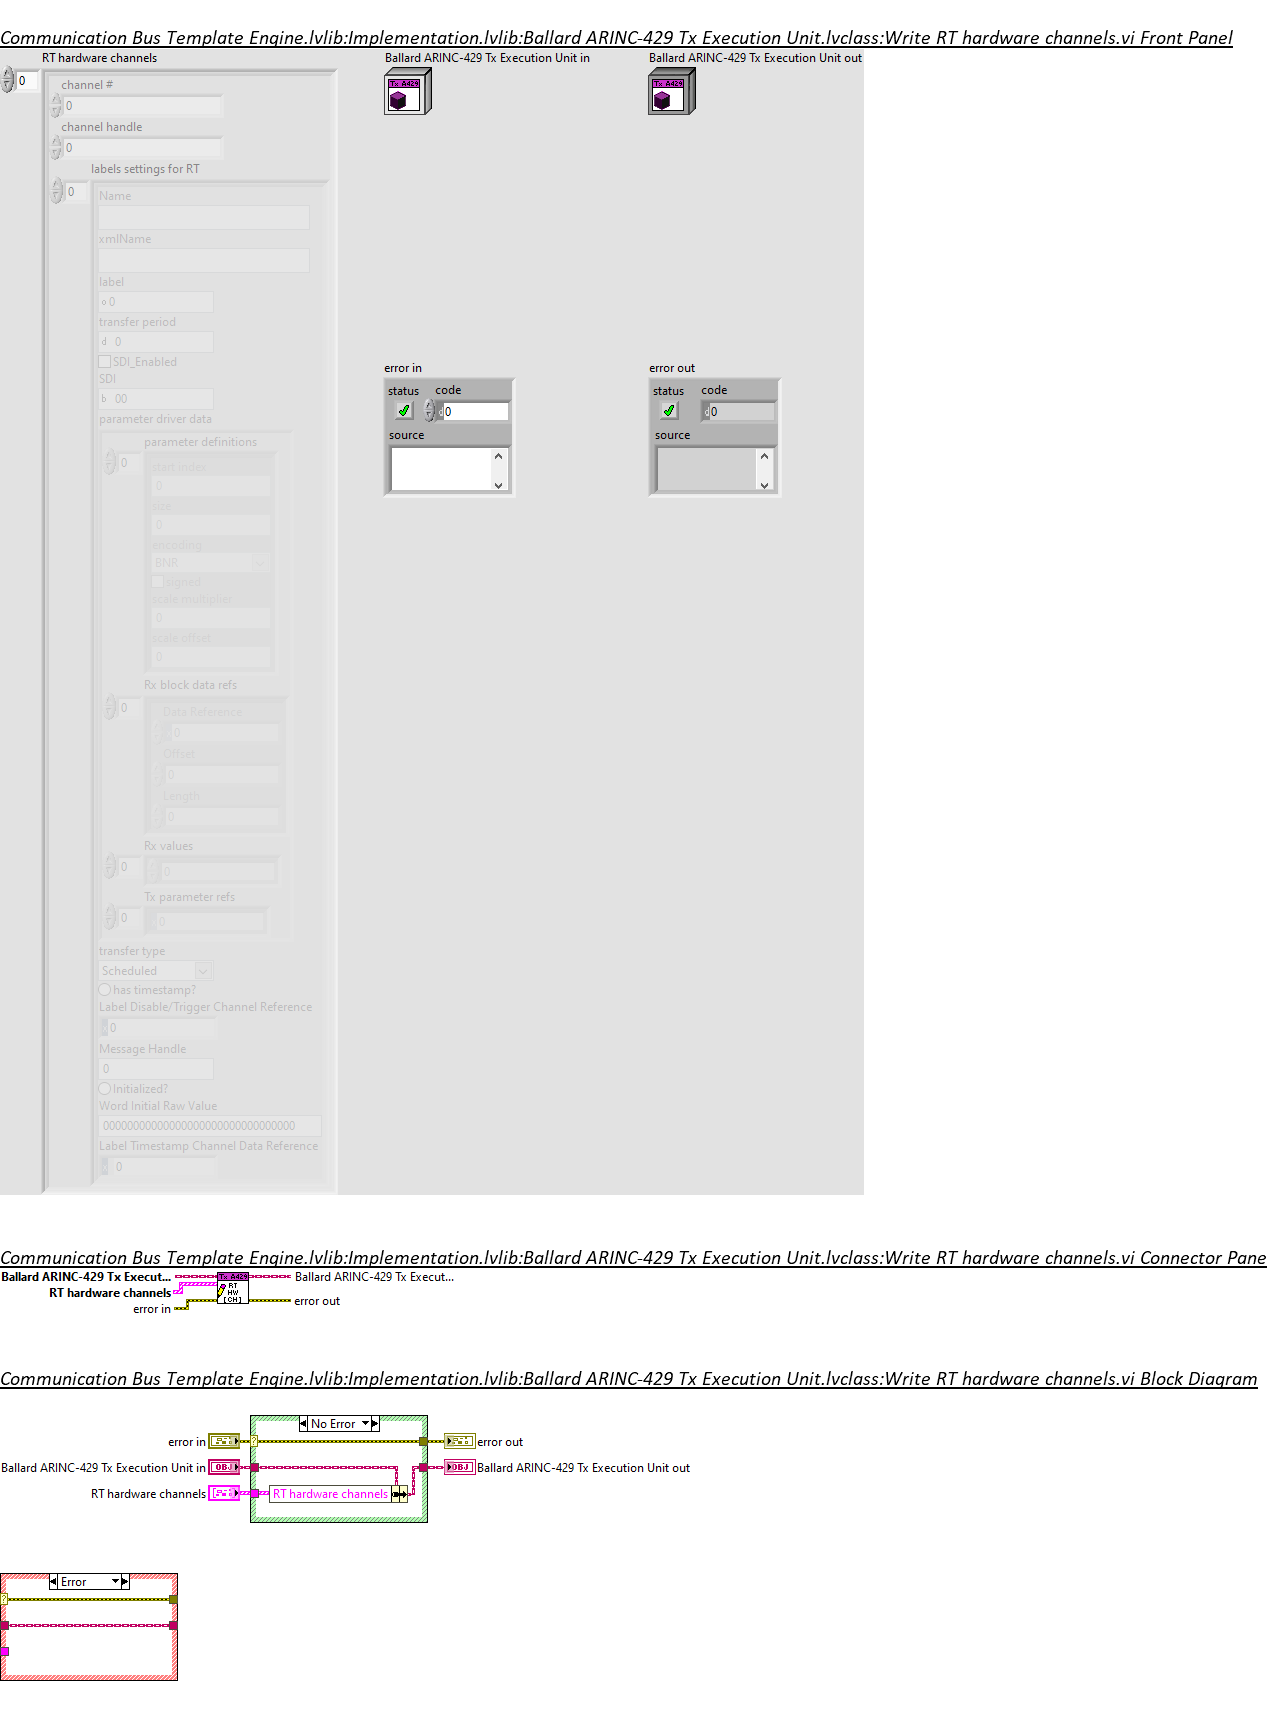 Communication Bus Template Engine.lvlib:Implementation.lvlib:Ballard ARINC-429 Tx Execution Unit.lvclass:Write RT hardware channels.vi Front Panel
RT hardware channels
Ballard ARINC-429 Tx Execution Unit in
Ballard ARINC-429 Tx Execution Unit out
0
Tx A429
Tx A429
channel #
0
channel handle
0
labels settings for RT
0
Name
xmlName
label
o 0
transfer period
d 0
SDI_Enabled
SDI
b 00
parameter driver data
parameter definitions
0
start index
0
size
0
encoding
BNR
signed
scale multiplier
0
scale offset
0
Rx block data refs
0
Data Reference
0
Offset
0
Length
0
Rx values
0
0
Tx parameter refs
0
0
transfer type
Scheduled
has timestamp?
Label Disable/Trigger Channel Reference
0
Message Handle
0
Initialized?
Word Initial Raw Value
00000000000000000000000000000000
Label Timestamp Channel Data Reference
0
error in
status code
d 0
source
error out
status code
d 0
source
Communication Bus Template Engine.lvlib:Implementation.lvlib:Ballard ARINC-429 Tx Execution Unit.lvclass:Write RT hardware channels.vi Connector Pane
Ballard ARINC-429 Tx Execut...
RT hardware channels
error in
Tx A429
RT
HW
[CH]
Ballard ARINC-429 Tx Execut...
error out
Communication Bus Template Engine.lvlib:Implementation.lvlib:Ballard ARINC-429 Tx Execution Unit.lvclass:Write RT hardware channels.vi Block Diagram
No Error
error in
?
error out
Ballard ARINC-429 Tx Execution Unit in
OBJ
OBJ
Ballard ARINC-429 Tx Execution Unit out
RT hardware channels
RT hardware channels
Error
?